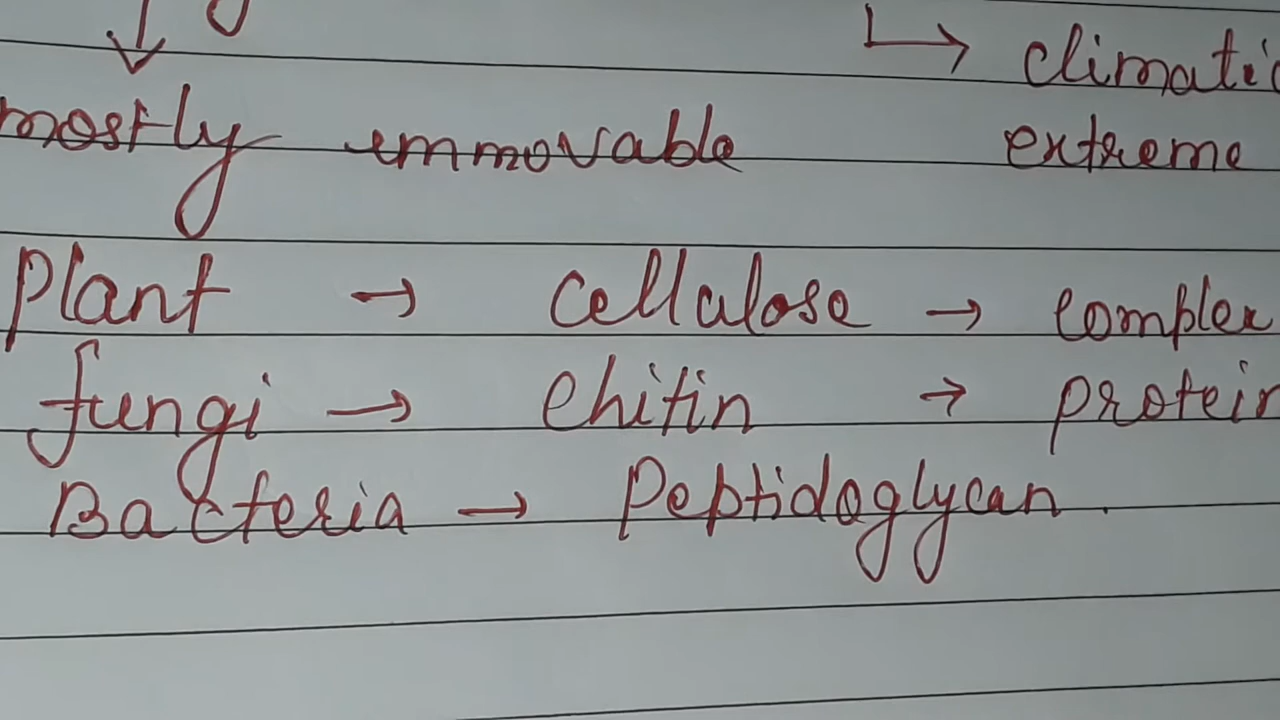 ↓ → climatic
mostly immovable extreme
Plant → Cellulose → complex
fungi → Chitin → protein
Bacteria → Peptidoglycan .